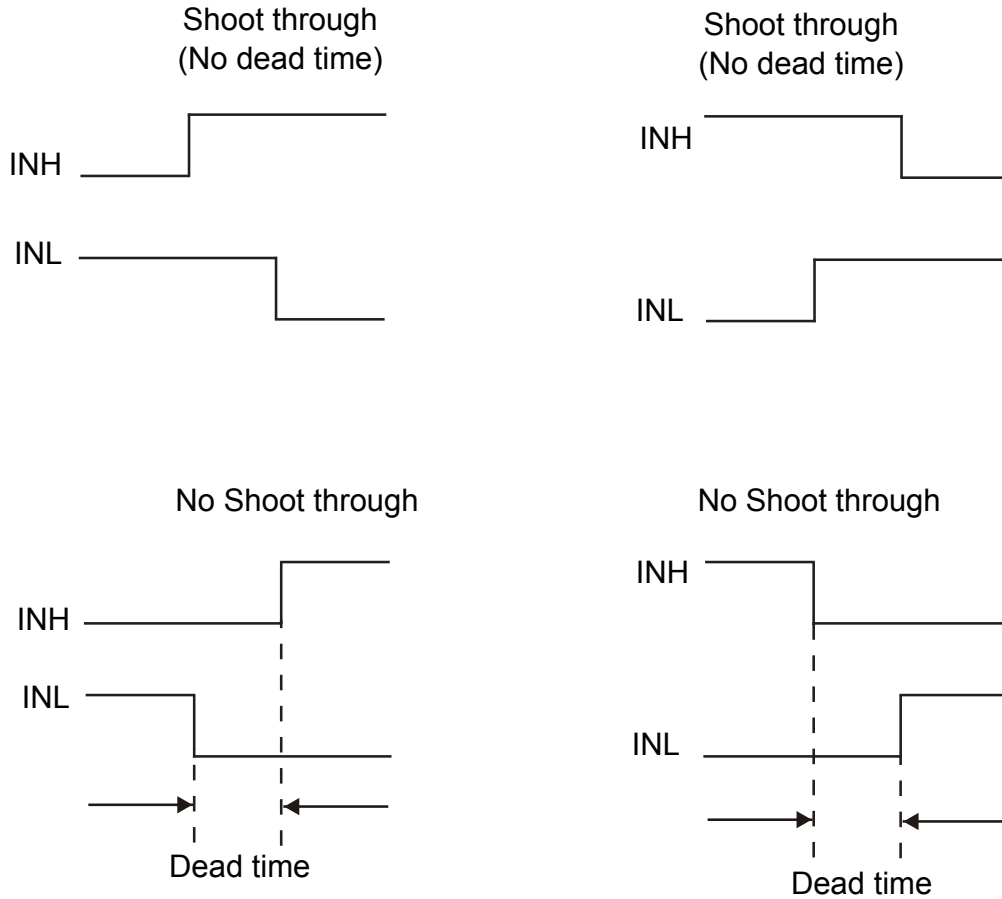 Shoot through
(No dead time)
INH
INL
Shoot through
(No dead time)
INH
INL
No Shoot through
INH
INL
Dead time
No Shoot through
INH
INL
Dead time